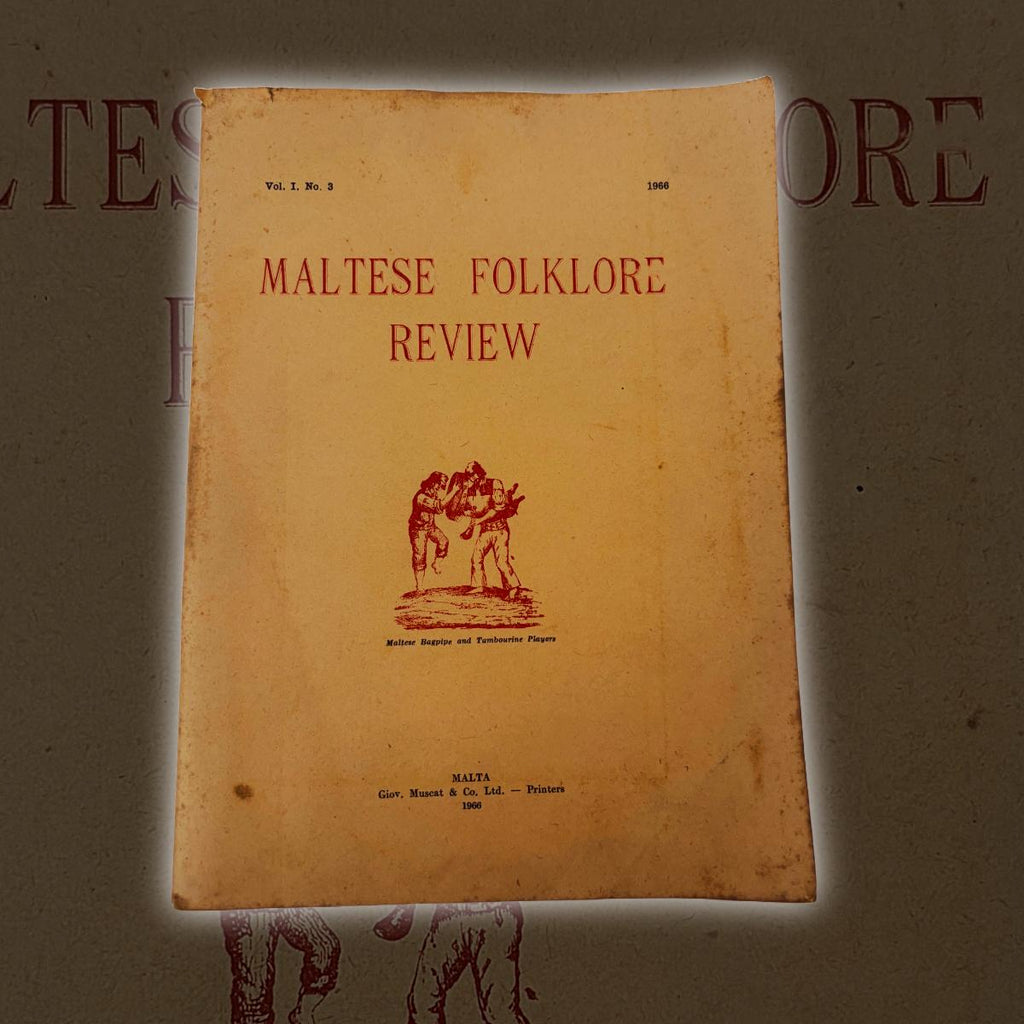 Vol. I. No. 3 1966
MALTESE FOLKLORE
REVIEW
Maltese Bagpipe and Tambourine Players
MALTA
Giov. Muscat & Co. Ltd. — Printers
1966